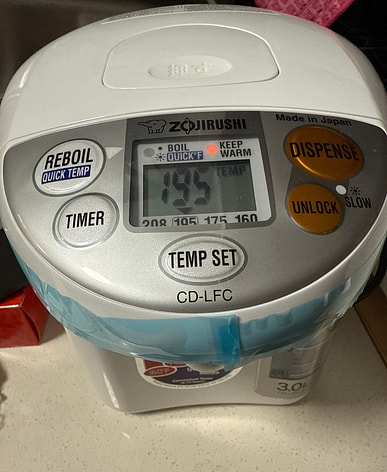 ZOJIRUSHI
Made in Japan
REBOIL
QUICK TEMP
TIMER
BOIL
QUICK°F
KEEP
WARM
195
TEMP
208 195 175 160
TEMP SET
DISPENSE
UNLOCK
SLOW
CD-LFC
3.0